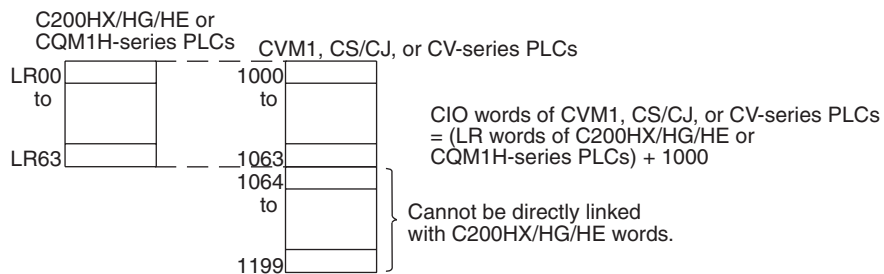 C200HX/HG/HE or
CQM1H-series PLCs
CVM1, CS/CJ, or CV-series PLCs
LR00
to
LR63
1000
to
1063
1064
to
1199
CIO words of CVM1, CS/CJ, or CV-series PLCs
= (LR words of C200HX/HG/HE or
CQM1H-series PLCs) + 1000
Cannot be directly linked
with C200HX/HG/HE words.